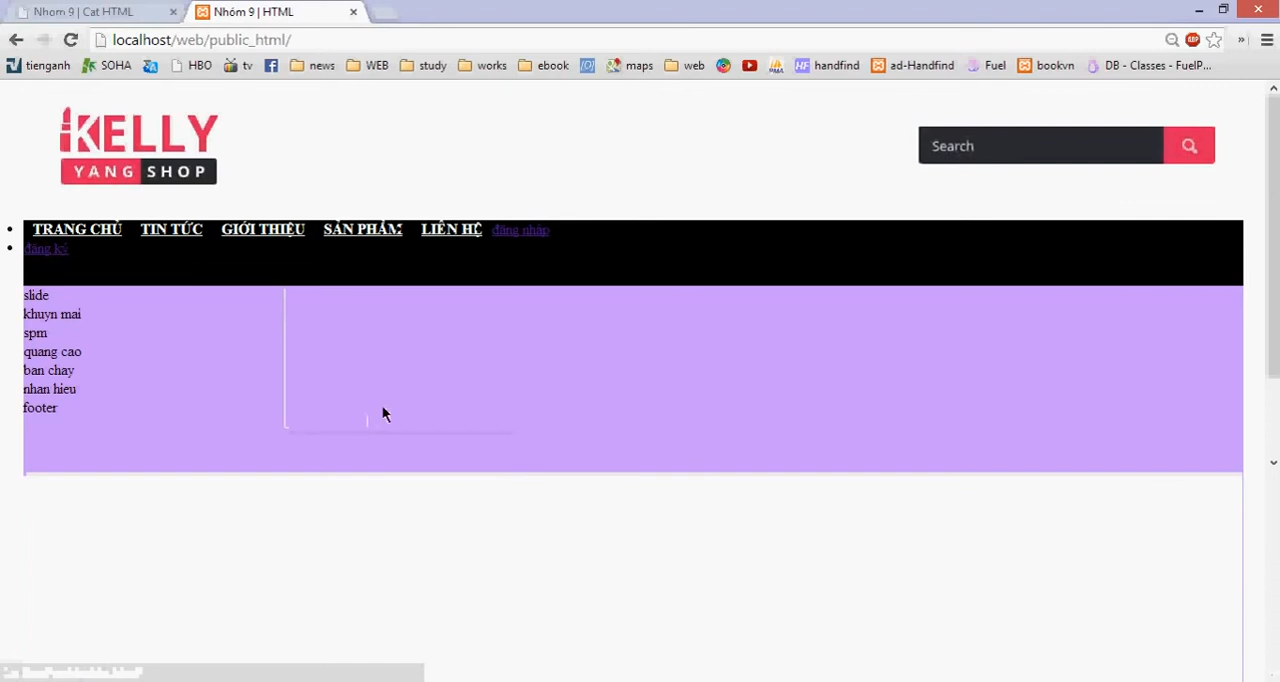 Nhom 9 | Cat HTML
Nhóm 9 | HTML
localhost/web/public_html/
ABP
tienganh SOHA HBO tv news WEB study works ebook maps web PMA HF handfind ad-Handfind Fuel bookvn DB - Classes - FuelP...
KELLY
YANG SHOP
Search
TRANG CHỦ TIN TỨC GIỚI THIỆU SẢN PHẨM LIÊN HỆ đăng nhập
đăng ký
slide
khuyn mai
spm
quang cao
ban chay
nhan hieu
footer